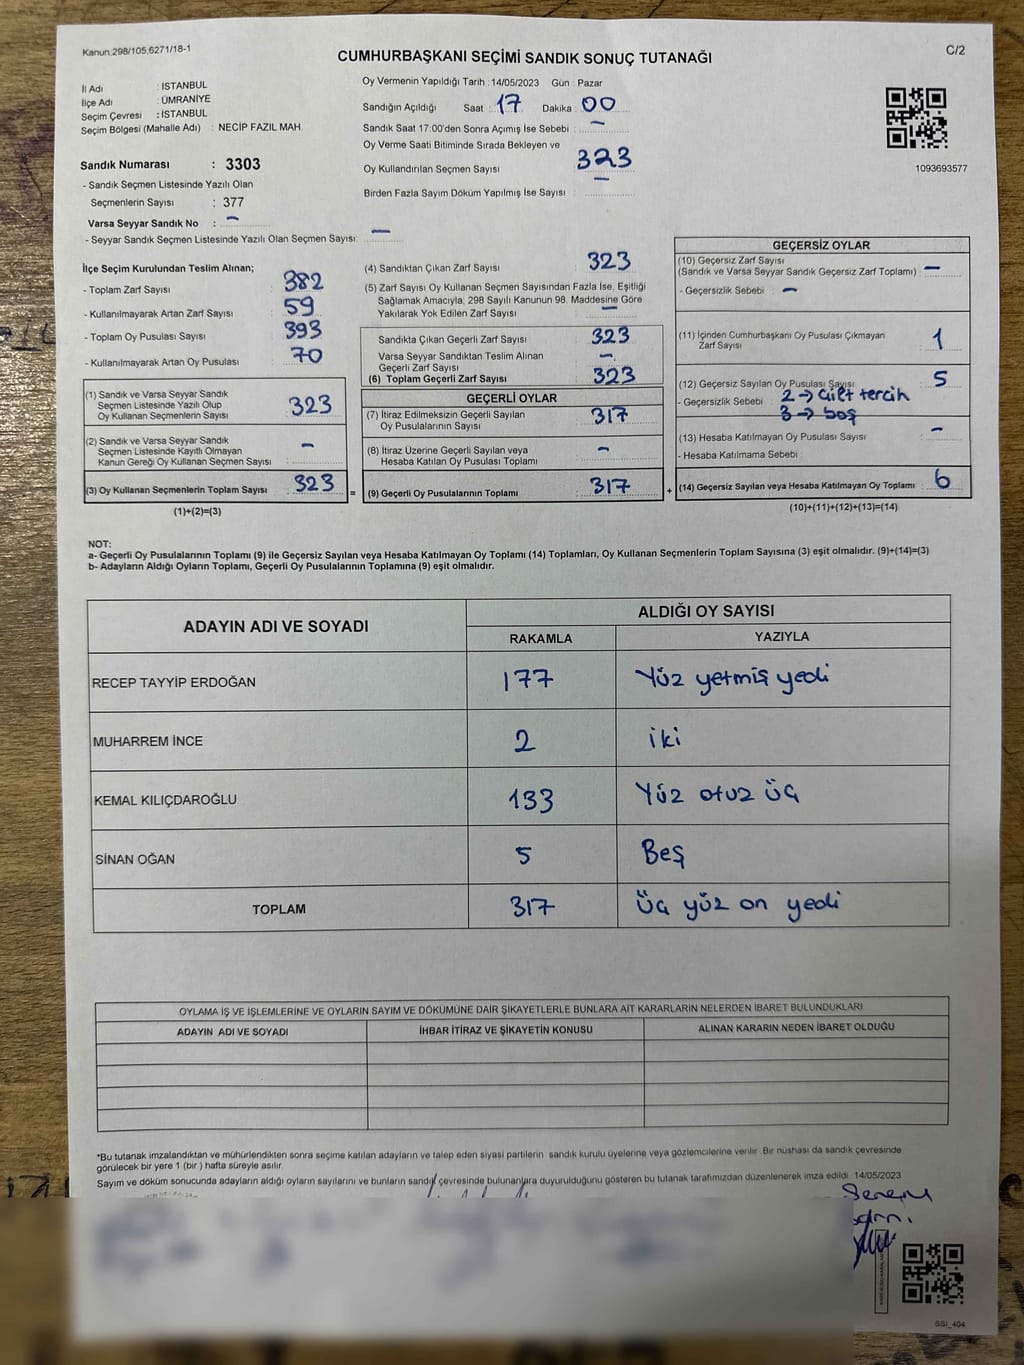 Kanun:298/105,6271/18-1
C/2
CUMHURBAŞKANI SEÇİMİ SANDIK SONUÇ TUTANAĞI
İl Adı : İSTANBUL
İlçe Adı : ÜMRANİYE
Seçim Çevresi : İSTANBUL
Seçim Bölgesi (Mahalle Adı) : NECİP FAZIL MAH.
Sandık Numarası : 3303
- Sandık Seçmen Listesinde Yazılı Olan
Seçmenlerin Sayısı : 377
Varsa Seyyar Sandık No : -
- Seyyar Sandık Seçmen Listesinde Yazılı Olan Seçmen Sayısı: -
Oy Vermenin Yapıldığı Tarih : 14/05/2023 Gün : Pazar
Sandığın Açıldığı Saat : 17 Dakika : 00
Sandık Saat 17:00'den Sonra Açımış İse Sebebi : -
Oy Verme Saati Bitiminde Sırada Bekleyen ve
Oy Kullandırılan Seçmen Sayısı : 323
Birden Fazla Sayım Döküm Yapılmış İse Sayısı : -
1093693577
İlçe Seçim Kurulundan Teslim Alınan;
- Toplam Zarf Sayısı : 382
- Kullanılmayarak Artan Zarf Sayısı : 59
- Toplam Oy Pusulası Sayısı : 393
- Kullanılmayarak Artan Oy Pusulası : 70
(1) Sandık ve Varsa Seyyar Sandık
Seçmen Listesinde Yazılı Olup
Oy Kullanan Seçmenlerin Sayısı : 323
(2) Sandık ve Varsa Seyyar Sandık
Seçmen Listesinde Kayıtlı Olmayan
Kanun Gereği Oy Kullanan Seçmen Sayısı : -
(3) Oy Kullanan Seçmenlerin Toplam Sayısı : 323 =
(1)+(2)=(3)
(4) Sandıktan Çıkan Zarf Sayısı : 323
(5) Zarf Sayısı Oy Kullanan Seçmen Sayısından Fazla İse, Eşitliği
Sağlamak Amacıyla, 298 Sayılı Kanunun 98. Maddesine Göre
Yakılarak Yok Edilen Zarf Sayısı : -
Sandıkta Çıkan Geçerli Zarf Sayısı : 323
Varsa Seyyar Sandıktan Teslim Alınan
Geçerli Zarf Sayısı : -
(6) Toplam Geçerli Zarf Sayısı : 323
GEÇERLİ OYLAR
(7) İtiraz Edilmeksizin Geçerli Sayılan
Oy Pusulalarının Sayısı : 317
(8) İtiraz Üzerine Geçerli Sayılan veya
Hesaba Katılan Oy Pusulası Toplamı : -
(9) Geçerli Oy Pusulalarının Toplamı : 317 +
GEÇERSİZ OYLAR
(10) Geçersiz Zarf Sayısı
(Sandık ve Varsa Seyyar Sandık Geçersiz Zarf Toplamı) : -
- Geçersizlik Sebebi : -
(11) İçinden Cumhurbaşkanı Oy Pusulası Çıkmayan
Zarf Sayısı : 1
(12) Geçersiz Sayılan Oy Pusulası Sayısı : 5
- Geçersizlik Sebebi : 2 → çift tercih
3 → boş
(13) Hesaba Katılmayan Oy Pusulası Sayısı : -
- Hesaba Katılmama Sebebi
(14) Geçersiz Sayılan veya Hesaba Katılmayan Oy Toplamı : 6
(10)+(11)+(12)+(13)=(14)
NOT:
a- Geçerli Oy Pusulalarının Toplamı (9) ile Geçersiz Sayılan veya Hesaba Katılmayan Oy Toplamı (14) Toplamları, Oy Kullanan Seçmenlerin Toplam Sayısına (3) eşit olmalıdır. (9)+(14)=(3)
b- Adayların Aldığı Oyların Toplamı, Geçerli Oy Pusulalarının Toplamına (9) eşit olmalıdır.
ADAYIN ADI VE SOYADI
ALDIĞI OY SAYISI
RAKAMLA YAZIYLA
RECEP TAYYİP ERDOĞAN 177 Yüz yetmiş yedi
MUHARREM İNCE 2 iki
KEMAL KILIÇDAROĞLU 133 Yüz otuz üç
SİNAN OĞAN 5 Beş
TOPLAM 317 üç yüz on yedi
OYLAMA İŞ VE İŞLEMLERİNE VE OYLARIN SAYIM VE DÖKÜMÜNE DAİR ŞİKAYETLERLE BUNLARA AİT KARARLARIN NELERDEN İBARET BULUNDUKLARI
ADAYIN ADI VE SOYADI İHBAR İTİRAZ VE ŞİKAYETİN KONUSU ALINAN KARARIN NEDEN İBARET OLDUĞU
*Bu tutanak imzalandıktan ve mühürlendikten sonra seçime katılan adayların ve talep eden siyasi partilerin sandık kurulu üyelerine veya gözlemcilerine verilir. Bir nüshası da sandık çevresinde
görülecek bir yere 1 (bir) hafta süreyle asılır.
Sayım ve döküm sonucunda adayların aldığı oyların sayılarını ve bunların sandık çevresinde bulunanlara duyurulduğunu gösteren bu tutanak tarafımızdan düzenlenerek imza edildi. 14/05/2023
SSI_404